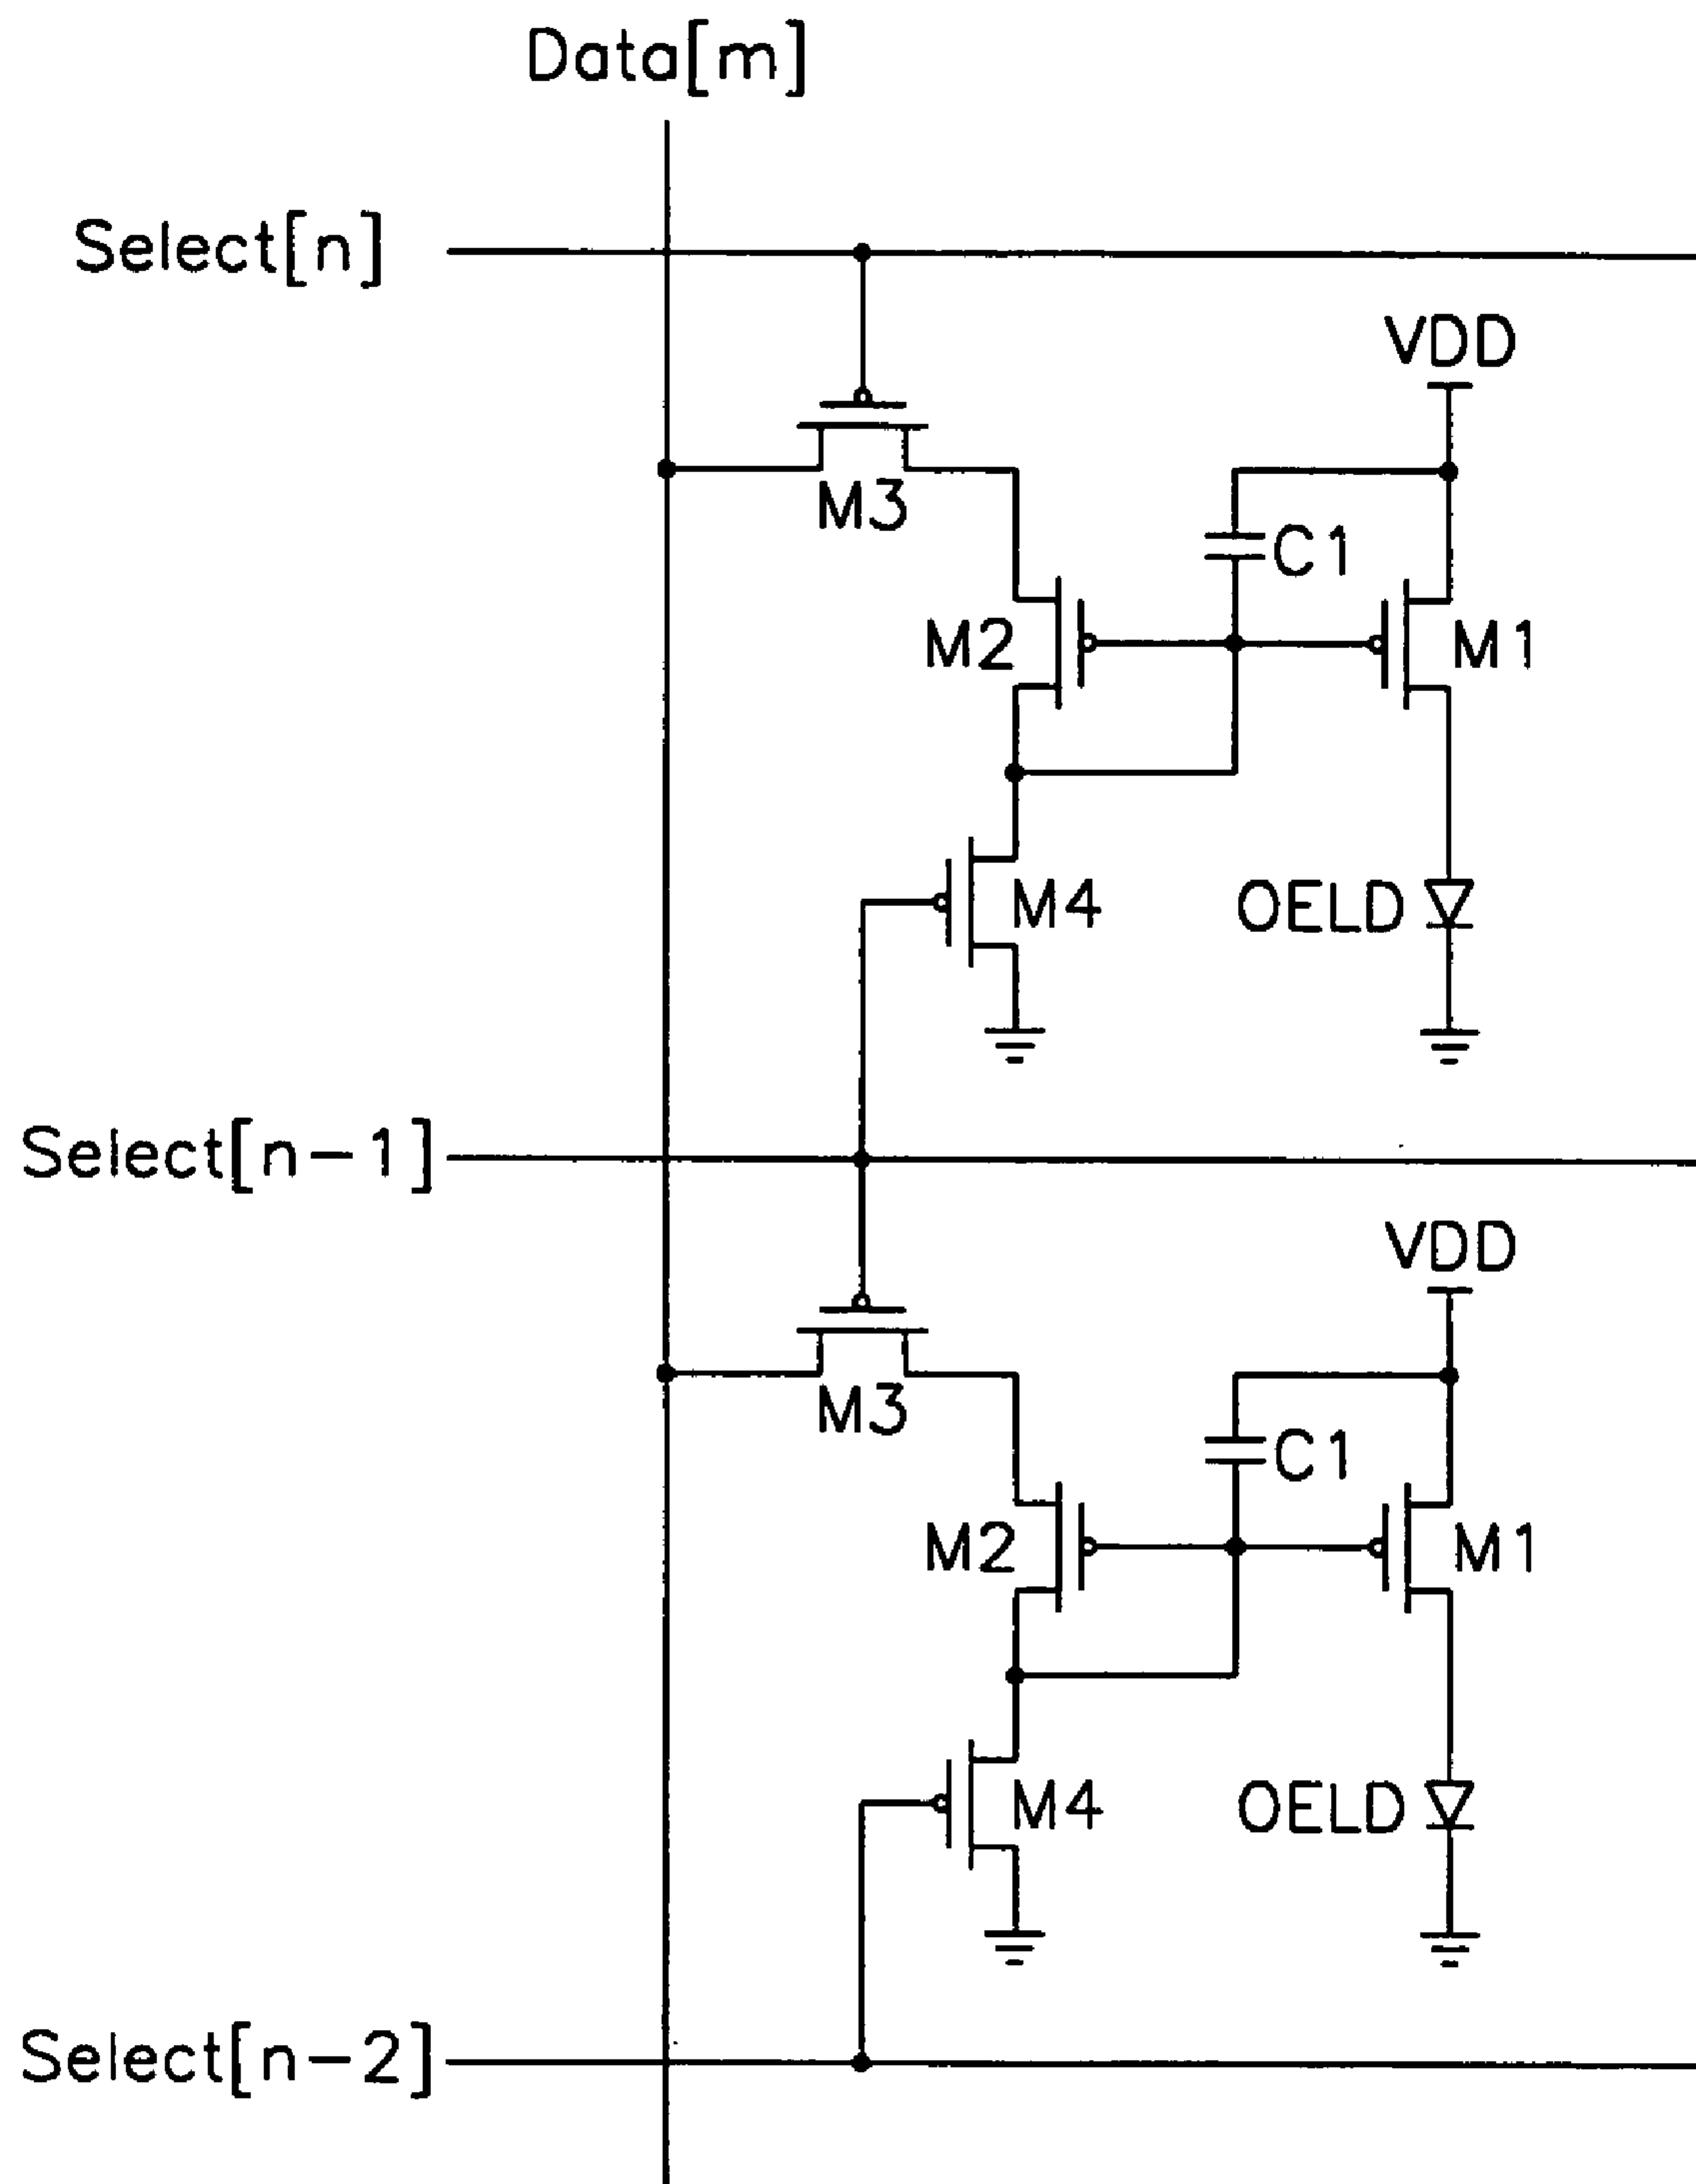 Data[m]
Select[n]
VDD
M3
C1
M2
M1
M4
OELD
Select[n-1]
VDD
M3
C1
M2
M1
M4
OELD
Select[n-2]